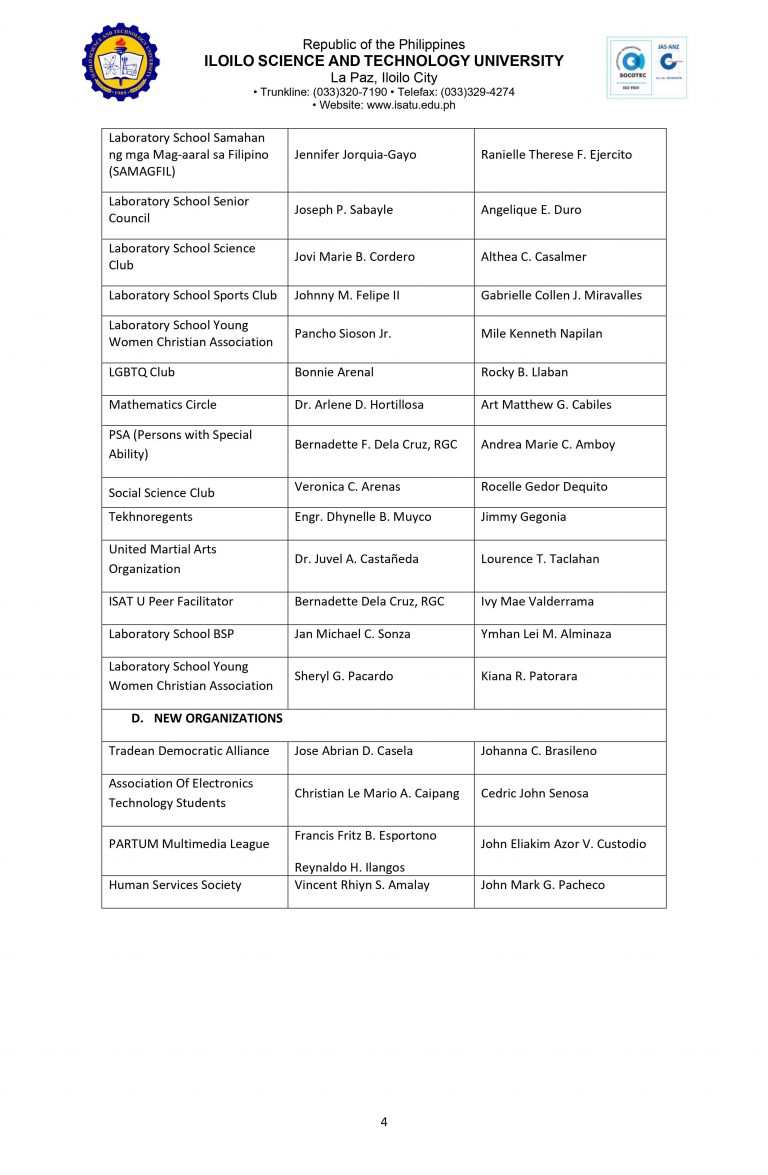 Republic of the Philippines
ILOILO SCIENCE AND TECHNOLOGY UNIVERSITY
La Paz, Iloilo City
• Trunkline: (033)320-7190 • Telefax: (033)329-4274
• Website: www.isatu.edu.ph
ILOILO SCIENCE AND TECHNOLOGY UNIVERSITY
1905
SOCOTEC
ISO 9001
JAS-ANZ
Laboratory School Samahan
ng mga Mag-aaral sa Filipino
(SAMAGFIL)
Jennifer Jorquia-Gayo
Ranielle Therese F. Ejercito
Laboratory School Senior
Council
Joseph P. Sabayle
Angelique E. Duro
Laboratory School Science
Club
Jovi Marie B. Cordero
Althea C. Casalmer
Laboratory School Sports Club
Johnny M. Felipe II
Gabrielle Collen J. Miravalles
Laboratory School Young
Women Christian Association
Pancho Sioson Jr.
Mile Kenneth Napilan
LGBTQ Club
Bonnie Arenal
Rocky B. Llaban
Mathematics Circle
Dr. Arlene D. Hortillosa
Art Matthew G. Cabiles
PSA (Persons with Special
Ability)
Bernadette F. Dela Cruz, RGC
Andrea Marie C. Amboy
Social Science Club
Veronica C. Arenas
Rocelle Gedor Dequito
Tekhnoregents
Engr. Dhynelle B. Muyco
Jimmy Gegonia
United Martial Arts
Organization
Dr. Juvel A. Castañeda
Lourence T. Taclahan
ISAT U Peer Facilitator
Bernadette Dela Cruz, RGC
Ivy Mae Valderrama
Laboratory School BSP
Jan Michael C. Sonza
Ymhan Lei M. Alminaza
Laboratory School Young
Women Christian Association
Sheryl G. Pacardo
Kiana R. Patorara
D. NEW ORGANIZATIONS
Tradean Democratic Alliance
Jose Abrian D. Casela
Johanna C. Brasileno
Association Of Electronics
Technology Students
Christian Le Mario A. Caipang
Cedric John Senosa
PARTUM Multimedia League
Francis Fritz B. Esportono
Reynaldo H. Ilangos
John Eliakim Azor V. Custodio
Human Services Society
Vincent Rhiyn S. Amalay
John Mark G. Pacheco
4